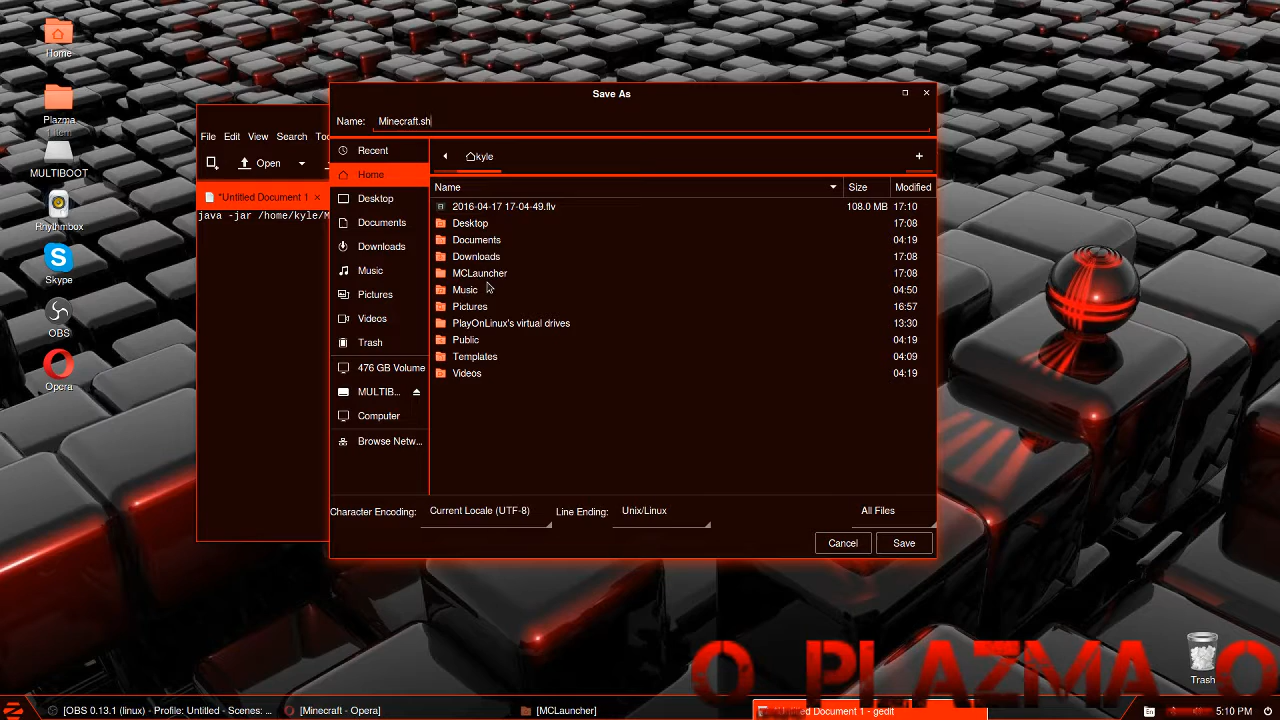 Home
Plazma
1 item
MULTIBOOT
Rhythmbox
Skype
OBS
Opera
File Edit View Search
Open
*Untitled Document 1 ×
java -jar /home/kyle/M
Save As
Name: Minecraft.sh
Recent
Home
Desktop
Documents
Downloads
Music
Pictures
Videos
Trash
476 GB Volume
MULTIB...
Computer
Browse Netw...
kyle
Name Size Modified
2016-04-17 17-04-49.flv 108.0 MB 17:10
Desktop 17:08
Documents 04:19
Downloads 17:08
MCLauncher 17:08
Music 04:50
Pictures 16:57
PlayOnLinux's virtual drives 13:30
Public 04:19
Templates 04:09
Videos 04:19
Character Encoding: Current Locale (UTF-8) Line Ending: Unix/Linux All Files
Cancel Save
O PLAZMA O
Trash
[OBS 0.13.1 (linux) - Profile: Untitled - Scenes: ... [Minecraft - Opera] [MCLauncher] Document 1 - gedit En 5:10 PM